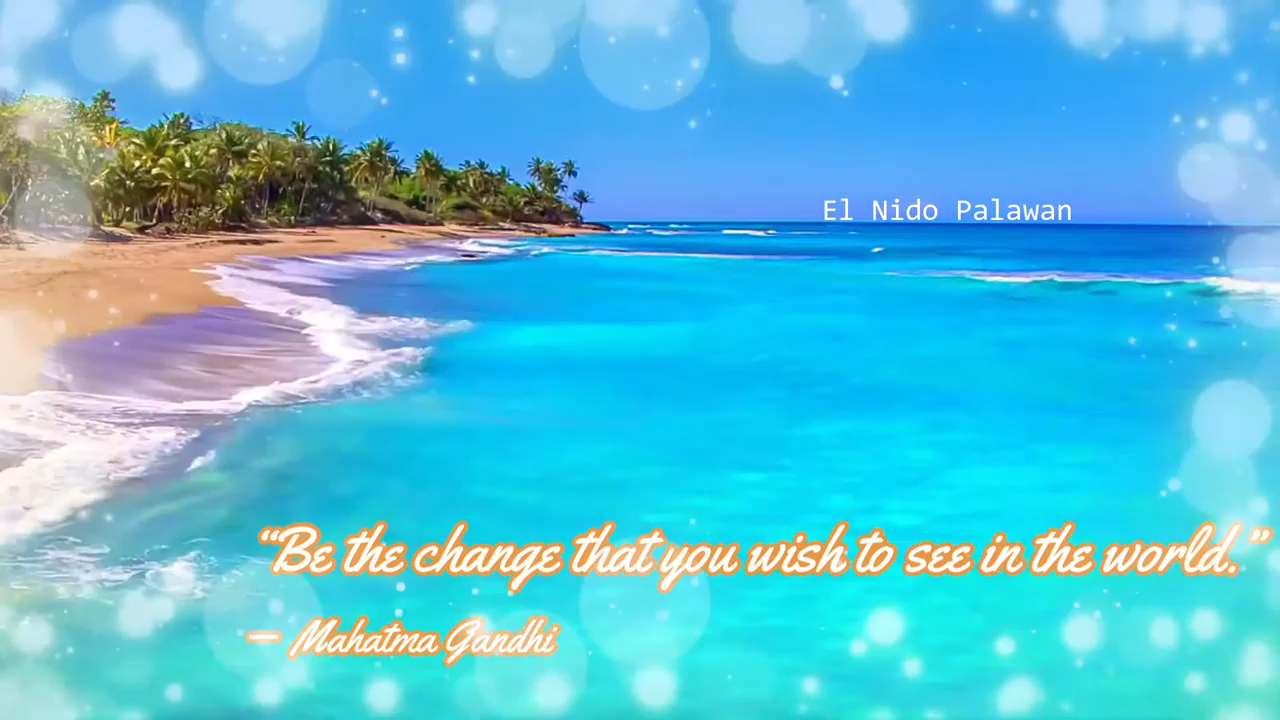 El Nido Palawan
“Be the change that you wish to see in the world.”
— Mahatma Gandhi